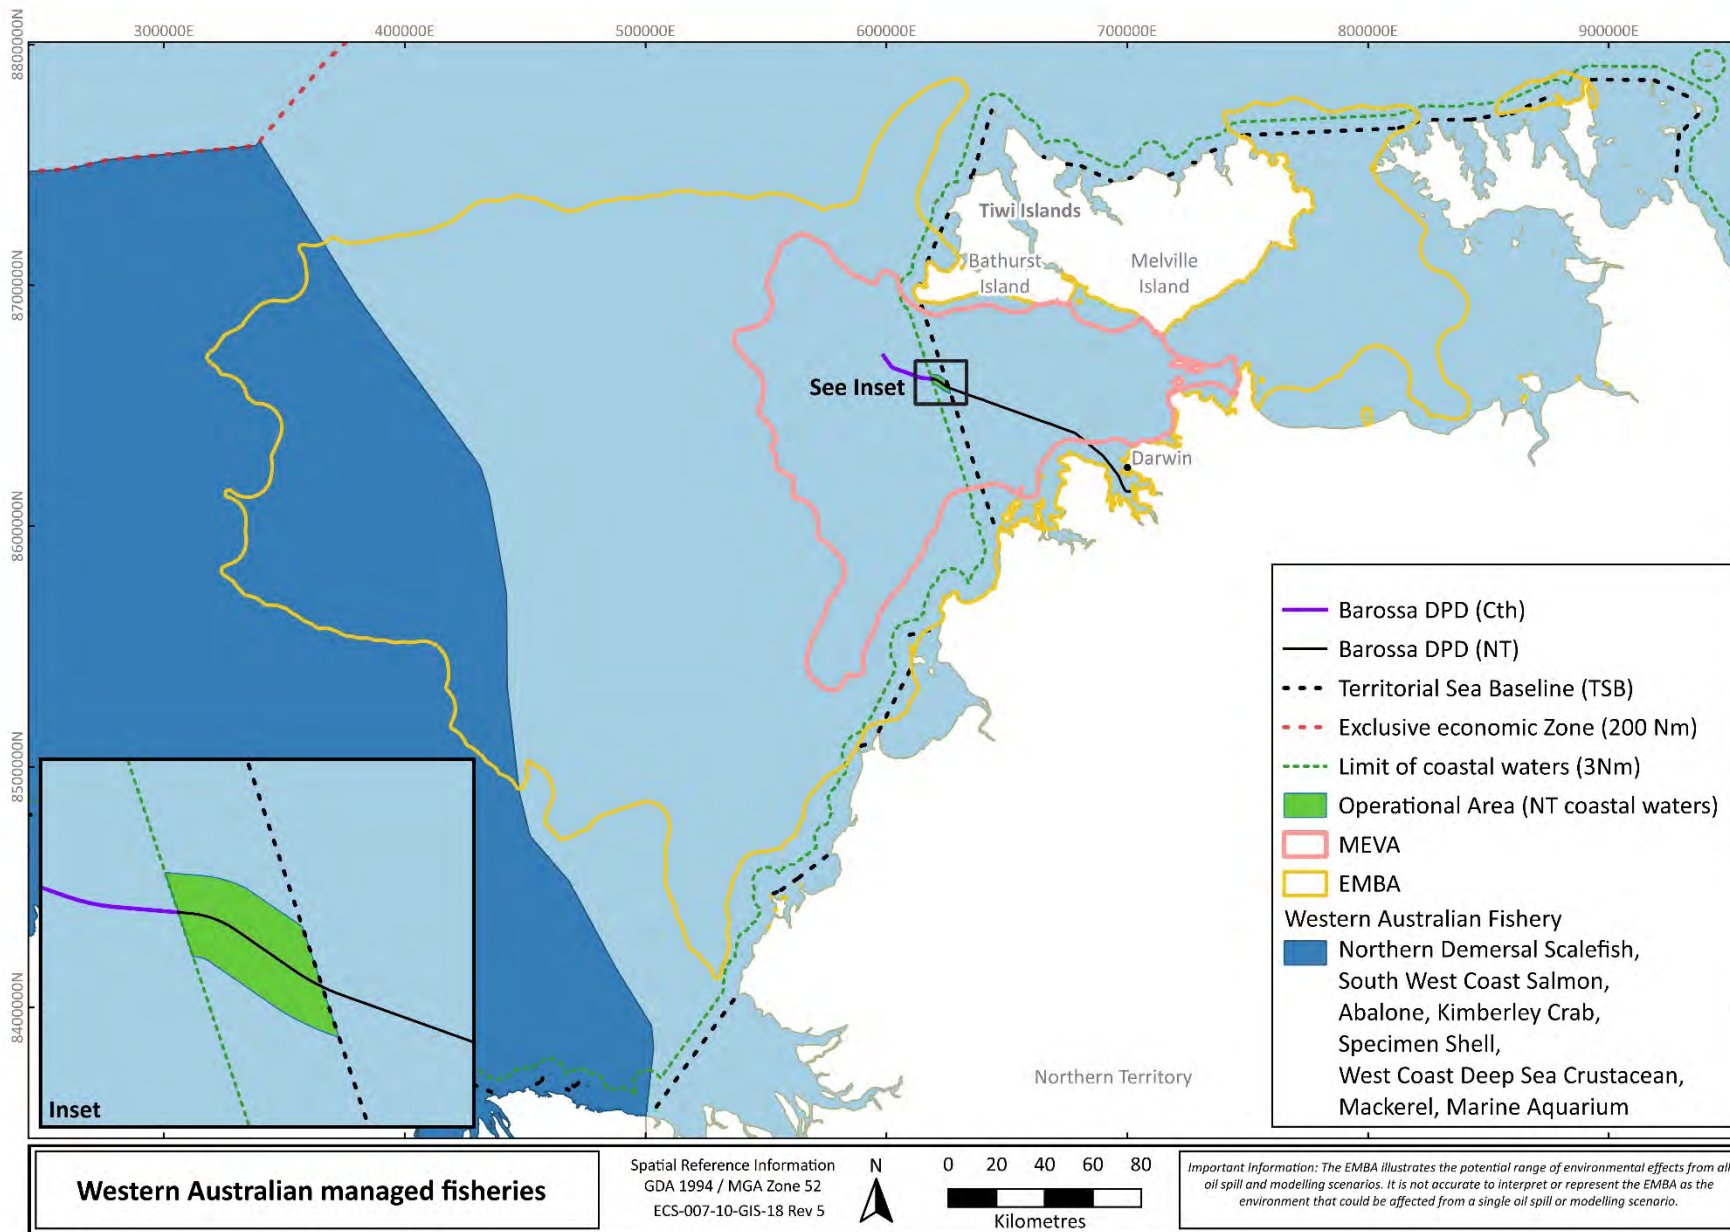 300000E 400000E 500000E 600000E 700000E 800000E 900000E
8800000N
8700000N
8600000N
8500000N
8400000N
Tiwi Islands
Bathurst
Island
Melville
Island
See Inset
Darwin
Northern Territory
Inset
Barossa DPD (Cth)
Barossa DPD (NT)
Territorial Sea Baseline (TSB)
Exclusive economic Zone (200 Nm)
Limit of coastal waters (3Nm)
Operational Area (NT coastal waters)
MEVA
EMBA
Western Australian Fishery
Northern Demersal Scalefish,
South West Coast Salmon,
Abalone, Kimberley Crab,
Specimen Shell,
West Coast Deep Sea Crustacean,
Mackerel, Marine Aquarium
Western Australian managed fisheries
Spatial Reference Information
GDA 1994 / MGA Zone 52
ECS-007-10-GIS-18 Rev 5
N
0 20 40 60 80
Kilometres
Important Information: The EMBA illustrates the potential range of environmental effects from all
oil spill and modelling scenarios. It is not accurate to interpret or represent the EMBA as the
environment that could be affected from a single oil spill or modelling scenario.